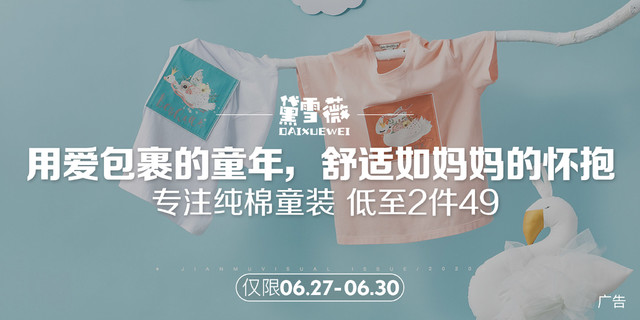 黛雪薇
DAIXUEWEI
用爱包裹的童年，舒适如妈妈的怀抱
专注纯棉童装 低至2件49
仅限06.27-06.30
广告